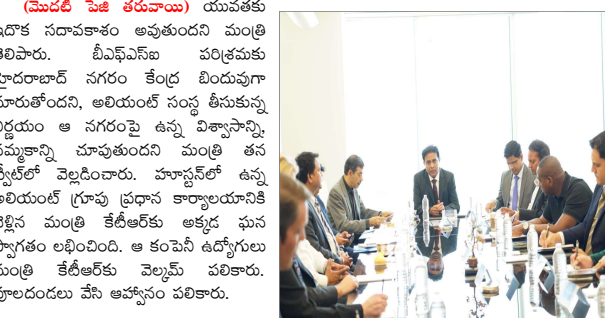 (మొదటి పేజి తరువాయి) యువతకు
ఇదొక సదావకాశం అవుతుందని మంత్రి
తెలిపారు. బీఎఫ్ఎస్ఐ పరిశ్రమకు
హైదరాబాద్ నగరం కేంద్ర బిందువుగా
మారుతోందని, అలియంట్ సంస్థ తీసుకున్న
నిర్ణయం ఆ నగరంపై ఉన్న విశ్వాసాన్ని,
నమ్మకాన్ని చూపుతుందని మంత్రి తన
ట్వీట్‌లో వెల్లడించారు. హూస్టన్‌లో ఉన్న
అలియంట్ గ్రూపు ప్రధాన కార్యాలయానికి
వెళ్లిన మంత్రి కేటీఆర్‌కు అక్కడ ఘన
స్వాగతం లభించింది. ఆ కంపెనీ ఉద్యోగులు
మంత్రి కేటీఆర్‌కు వెల్కమ్ పలికారు.
పూలదండలు వేసి ఆహ్వానం పలికారు.